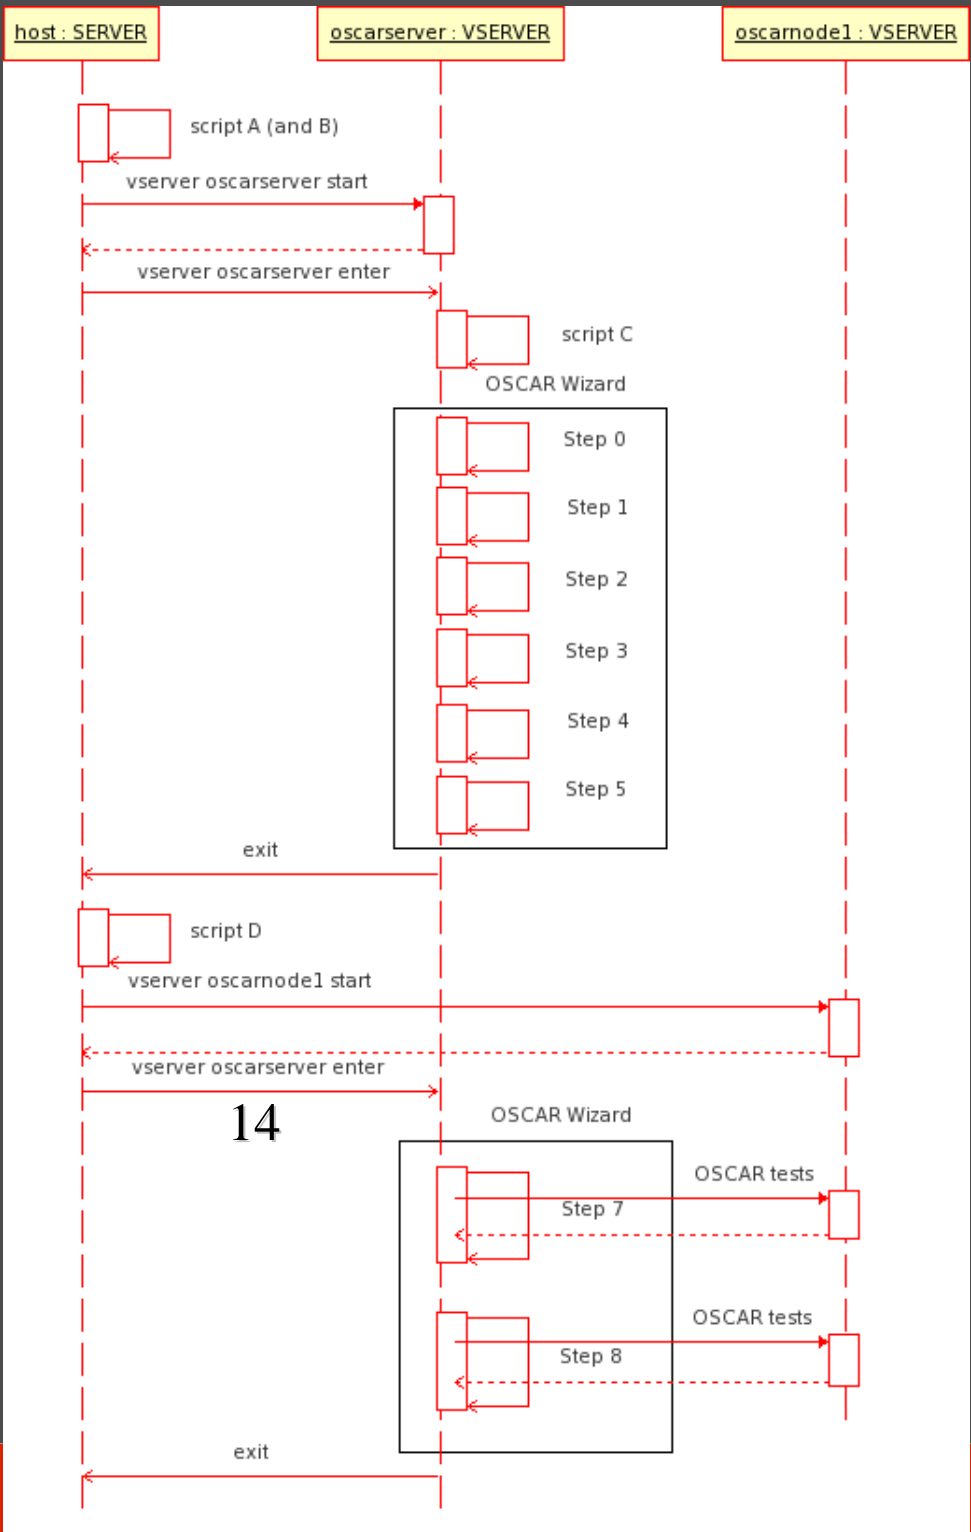 host : SERVER
oscarserver : VSERVER
oscarnode1 : VSERVER
script A (and B)
vserver oscarserver start
vserver oscarserver enter
script C
OSCAR Wizard
Step 0
Step 1
Step 2
Step 3
Step 4
Step 5
exit
script D
vserver oscarnode1 start
vserver oscarserver enter
14
OSCAR Wizard
OSCAR tests
Step 7
OSCAR tests
Step 8
exit